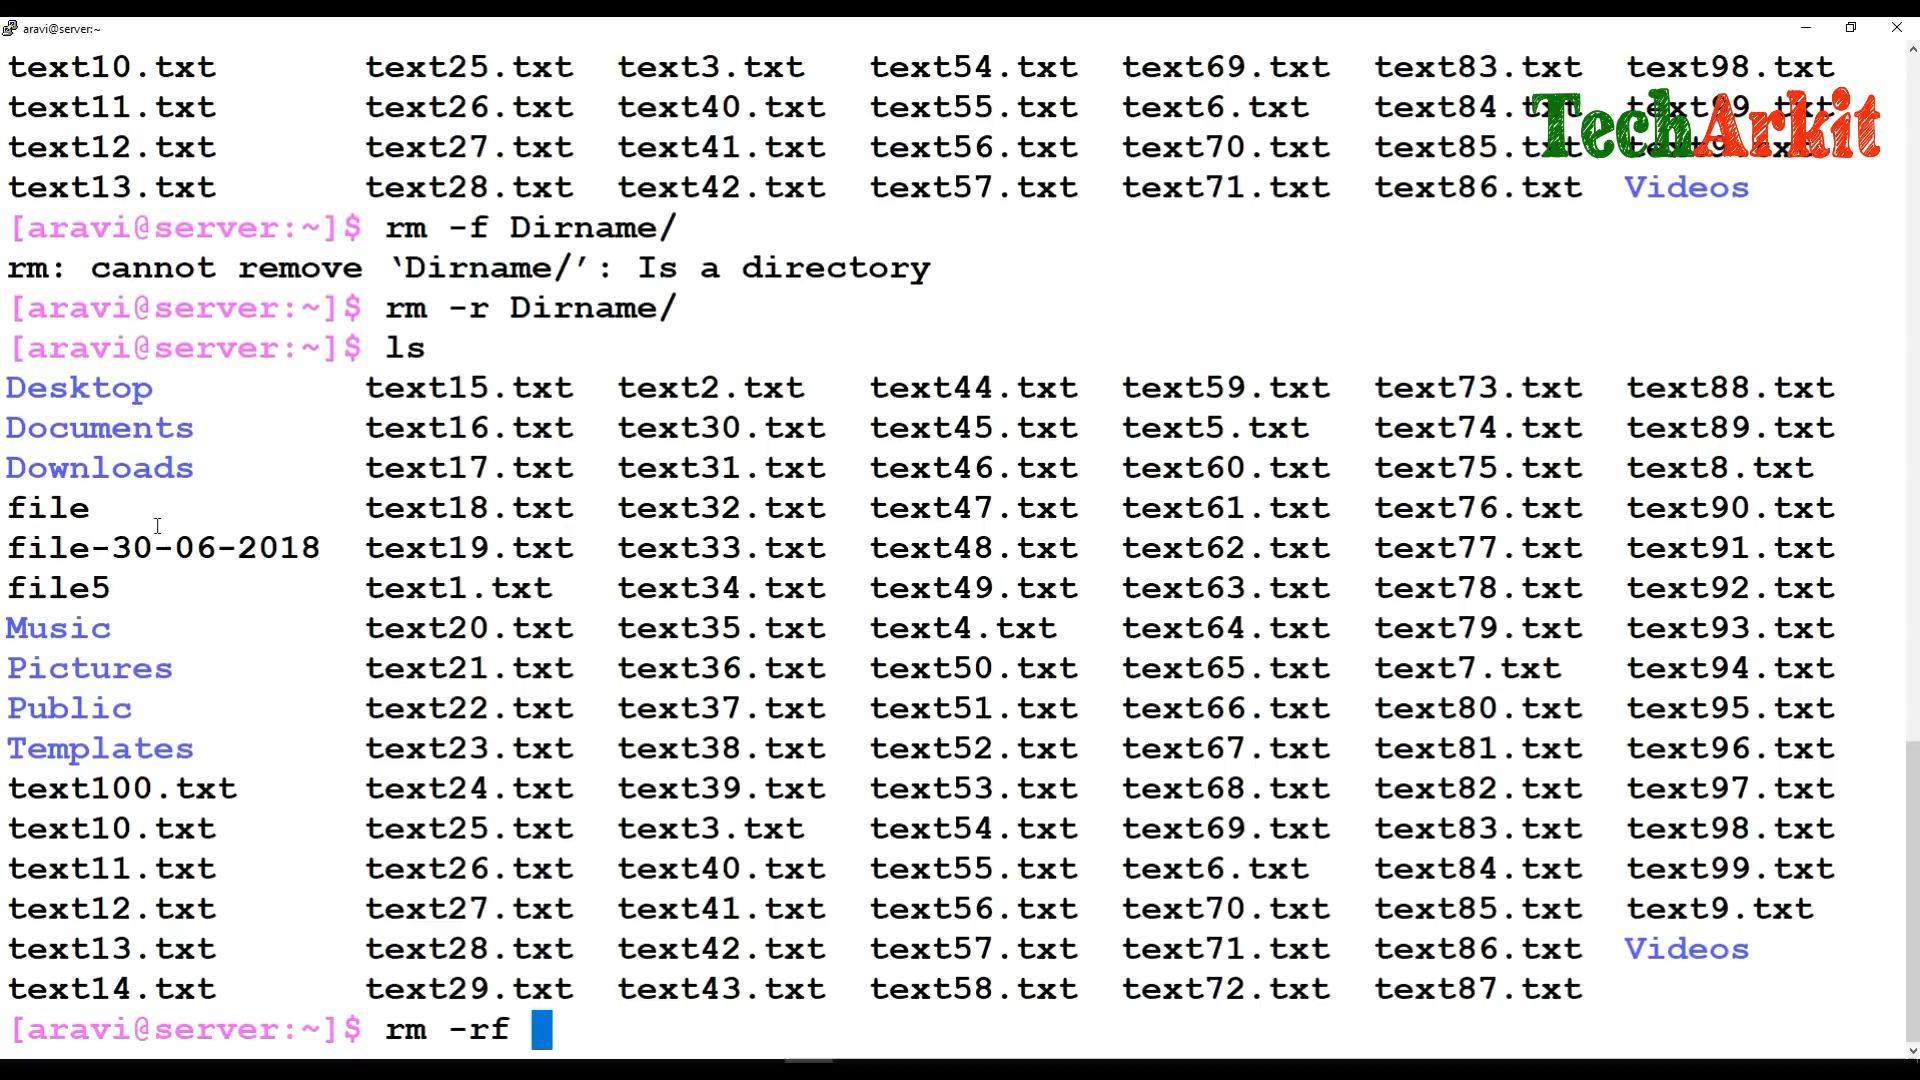 aravi@server:~
text10.txt text25.txt text3.txt text54.txt text69.txt text83.txt text98.txt
text11.txt text26.txt text40.txt text55.txt text6.txt text84.txt text99.txt
TechArkit
text12.txt text27.txt text41.txt text56.txt text70.txt text85.txt text9.txt
text13.txt text28.txt text42.txt text57.txt text71.txt text86.txt Videos
[aravi@server:~]$ rm -f Dirname/
rm: cannot remove ‘Dirname/’: Is a directory
[aravi@server:~]$ rm -r Dirname/
[aravi@server:~]$ ls
Desktop text15.txt text2.txt text44.txt text59.txt text73.txt text88.txt
Documents text16.txt text30.txt text45.txt text5.txt text74.txt text89.txt
Downloads text17.txt text31.txt text46.txt text60.txt text75.txt text8.txt
file text18.txt text32.txt text47.txt text61.txt text76.txt text90.txt
file-30-06-2018 text19.txt text33.txt text48.txt text62.txt text77.txt text91.txt
file5 text1.txt text34.txt text49.txt text63.txt text78.txt text92.txt
Music text20.txt text35.txt text4.txt text64.txt text79.txt text93.txt
Pictures text21.txt text36.txt text50.txt text65.txt text7.txt text94.txt
Public text22.txt text37.txt text51.txt text66.txt text80.txt text95.txt
Templates text23.txt text38.txt text52.txt text67.txt text81.txt text96.txt
text100.txt text24.txt text39.txt text53.txt text68.txt text82.txt text97.txt
text10.txt text25.txt text3.txt text54.txt text69.txt text83.txt text98.txt
text11.txt text26.txt text40.txt text55.txt text6.txt text84.txt text99.txt
text12.txt text27.txt text41.txt text56.txt text70.txt text85.txt text9.txt
text13.txt text28.txt text42.txt text57.txt text71.txt text86.txt Videos
text14.txt text29.txt text43.txt text58.txt text72.txt text87.txt
[aravi@server:~]$ rm -rf